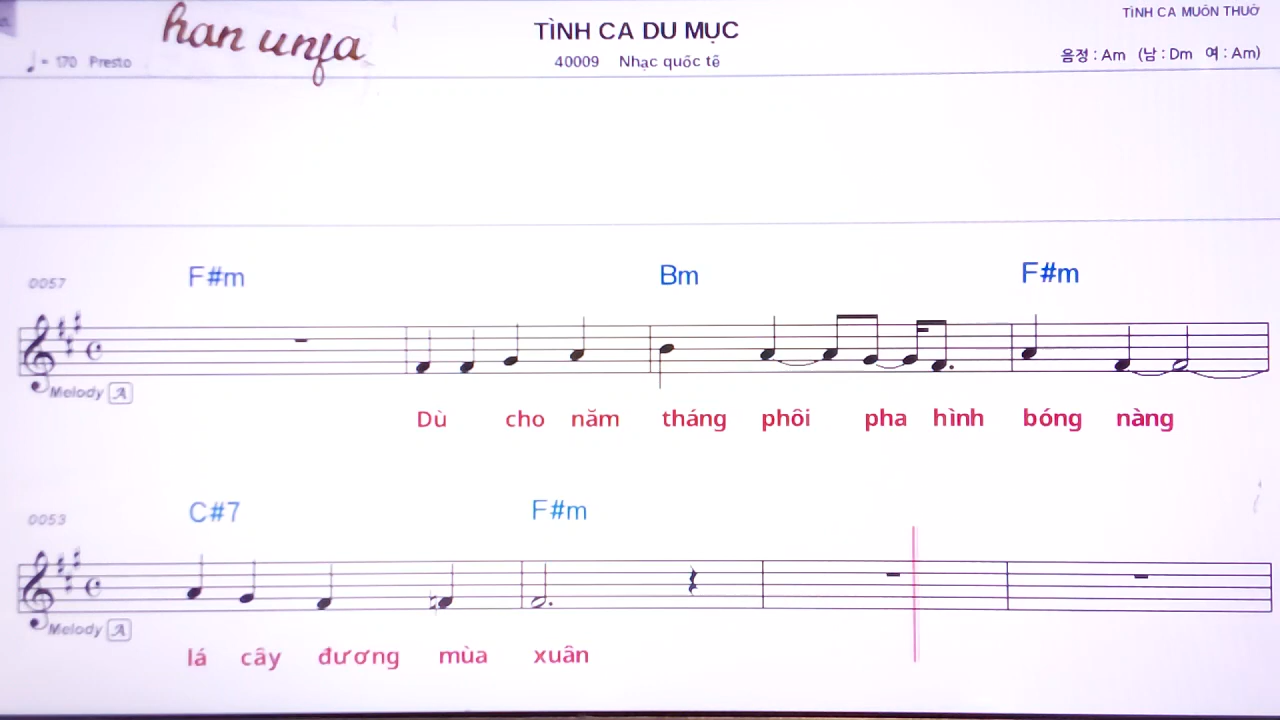 TÌNH CA MUÔN THUỞ
han unfa
TÌNH CA DU MỤC
♩ = 170 Presto
40009 Nhạc quốc tế
음정 : Am (남 : Dm 여 : Am)
0057
F#m Bm F#m
Melody A
Dù cho năm tháng phôi pha hình bóng nàng
0053
C#7 F#m
Melody A
lá cây đương mùa xuân